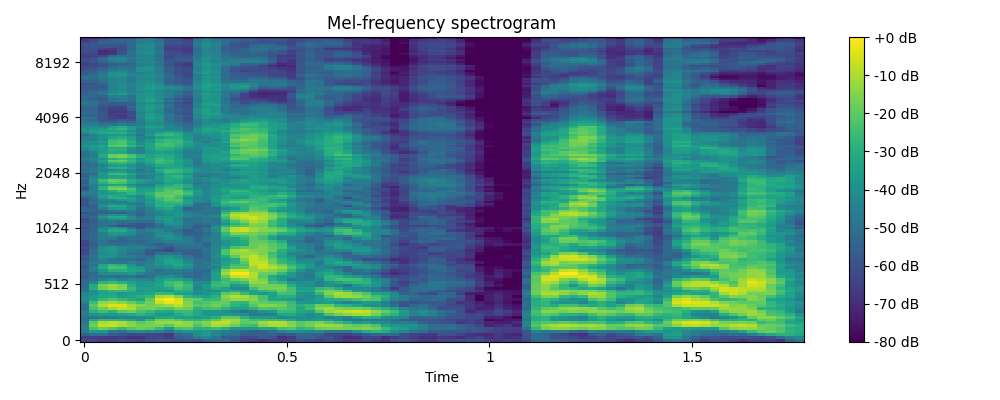 Mel-frequency spectrogram
8192
4096
2048
1024
512
0
Hz
0 0.5 1 1.5
Time
+0 dB
-10 dB
-20 dB
-30 dB
-40 dB
-50 dB
-60 dB
-70 dB
-80 dB